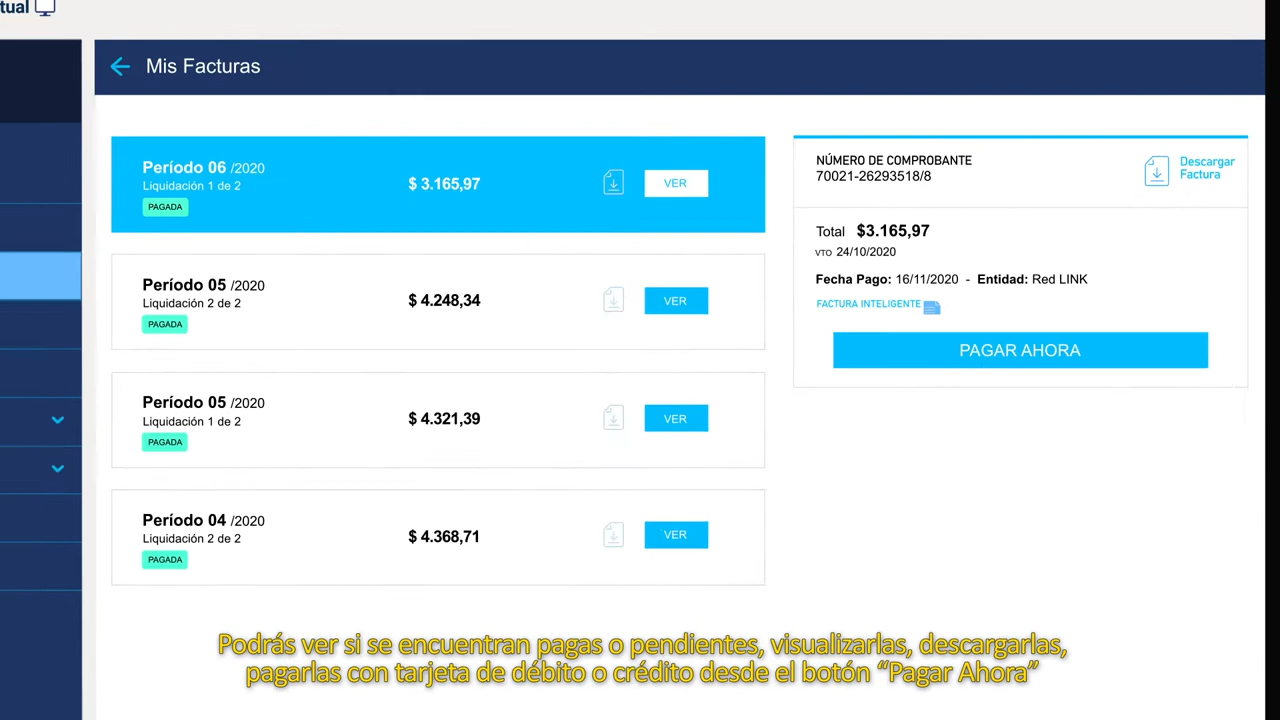 tual
Mis Facturas
Período 06 /2020
Liquidación 1 de 2
PAGADA
$ 3.165,97
VER
Período 05 /2020
Liquidación 2 de 2
PAGADA
$ 4.248,34
VER
Período 05 /2020
Liquidación 1 de 2
PAGADA
$ 4.321,39
VER
Período 04 /2020
Liquidación 2 de 2
PAGADA
$ 4.368,71
VER
NÚMERO DE COMPROBANTE
70021-26293518/8
Descargar
Factura
Total $3.165,97
VTO 24/10/2020
Fecha Pago: 16/11/2020 - Entidad: Red LINK
FACTURA INTELIGENTE
PAGAR AHORA
Podrás ver si se encuentran pagas o pendientes, visualizarlas, descargarlas,
pagarlas con tarjeta de débito o crédito desde el botón “Pagar Ahora”